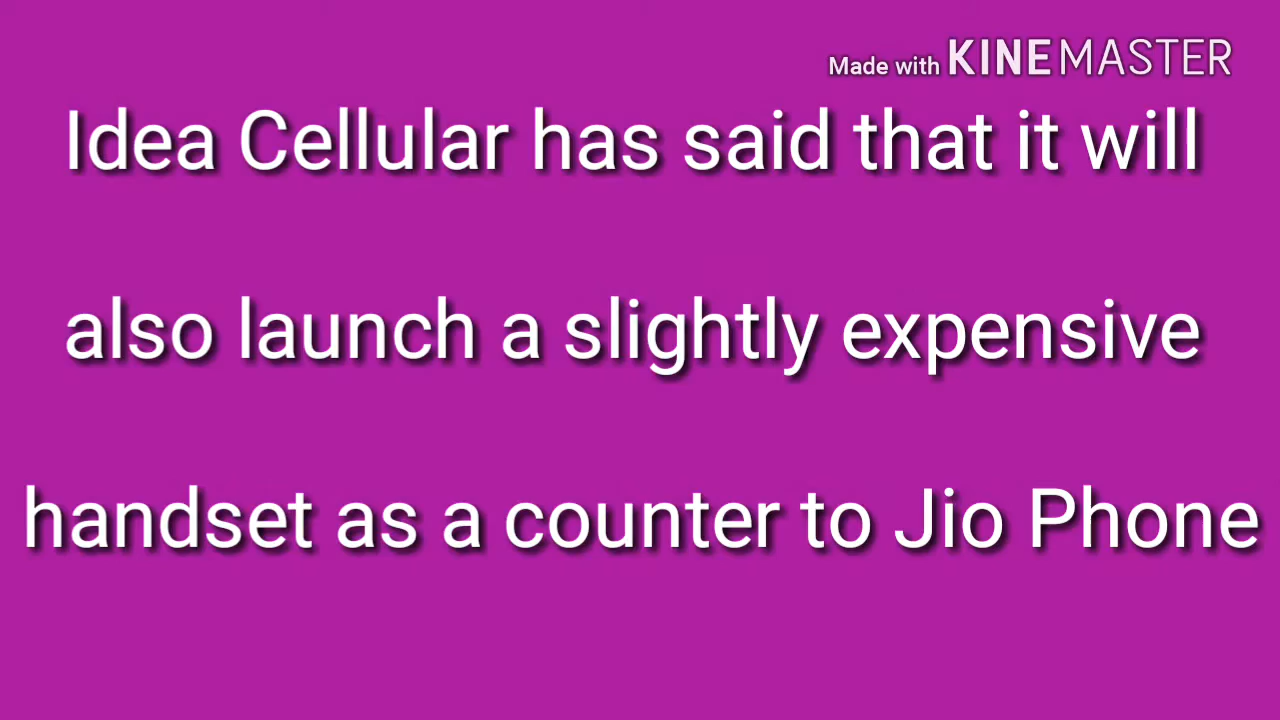 Made with KINEMASTER
Idea Cellular has said that it will
also launch a slightly expensive
handset as a counter to Jio Phone